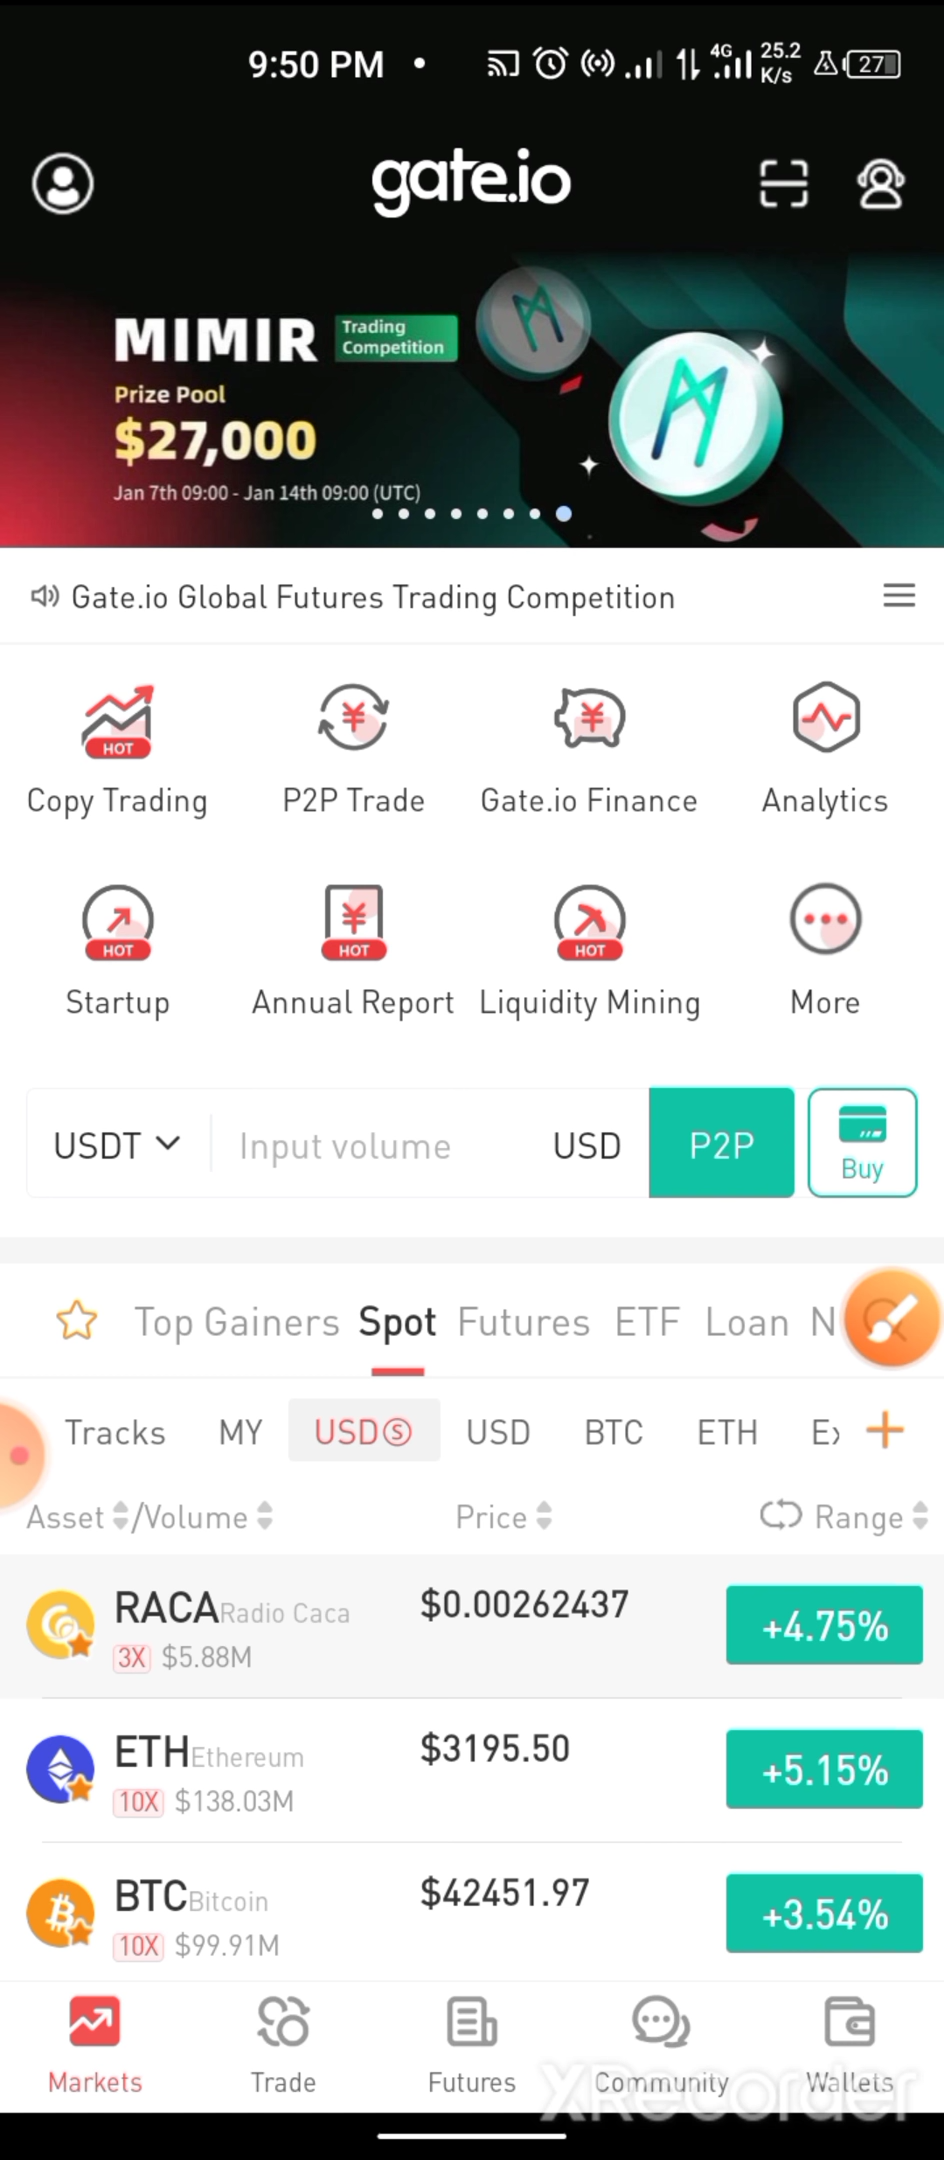 9:50 PM
4G
25.2
K/s
27
gate.io
MIMIR
Trading
Competition
Prize Pool
$27,000
Jan 7th 09:00 - Jan 14th 09:00 (UTC)
Gate.io Global Futures Trading Competition
HOT
Copy Trading
P2P Trade
Gate.io Finance
Analytics
HOT
HOT
HOT
Startup
Annual Report
Liquidity Mining
More
USDT
Input volume
USD
P2P
Buy
Top Gainers
Spot
Futures
ETF
Loan
N
Tracks
MY
USDⓈ
USD
BTC
ETH
Asset /Volume
Price
Range
RACA Radio Caca
$0.00262437
+4.75%
3X $5.88M
ETH Ethereum
$3195.50
+5.15%
10X $138.03M
BTC Bitcoin
$42451.97
+3.54%
10X $99.91M
Markets
Trade
Futures
Community
Wallets
XRecorder